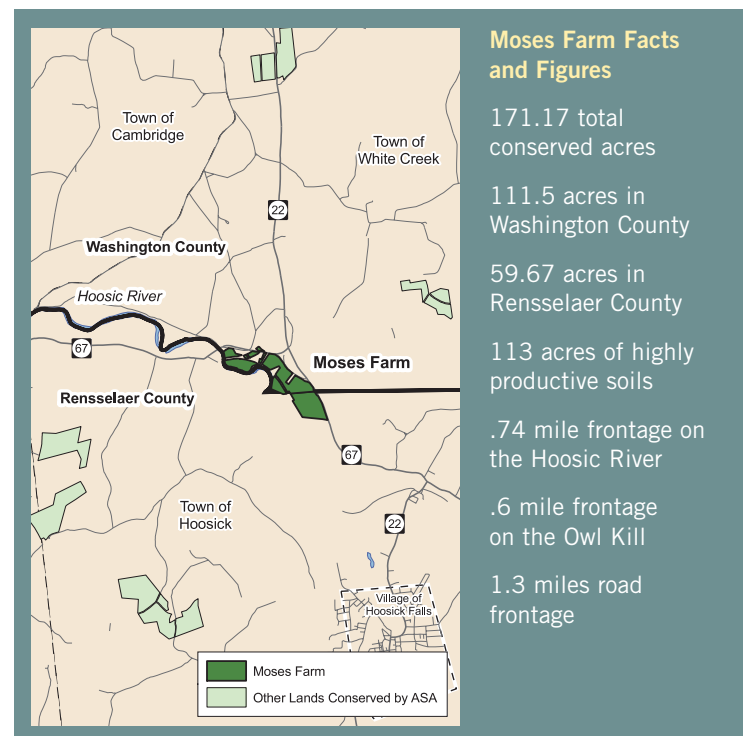 Moses Farm Facts
and Figures
171.17 total
conserved acres
111.5 acres in
Washington County
59.67 acres in
Rensselaer County
113 acres of highly
productive soils
.74 mile frontage on
the Hoosic River
.6 mile frontage
on the Owl Kill
1.3 miles road
frontage
Town of
Cambridge
Town of
White Creek
22
Washington County
Hoosic River
67
Moses Farm
Rensselaer County
67
Town of
Hoosick
22
Village of
Hoosick Falls
Moses Farm
Other Lands Conserved by ASA